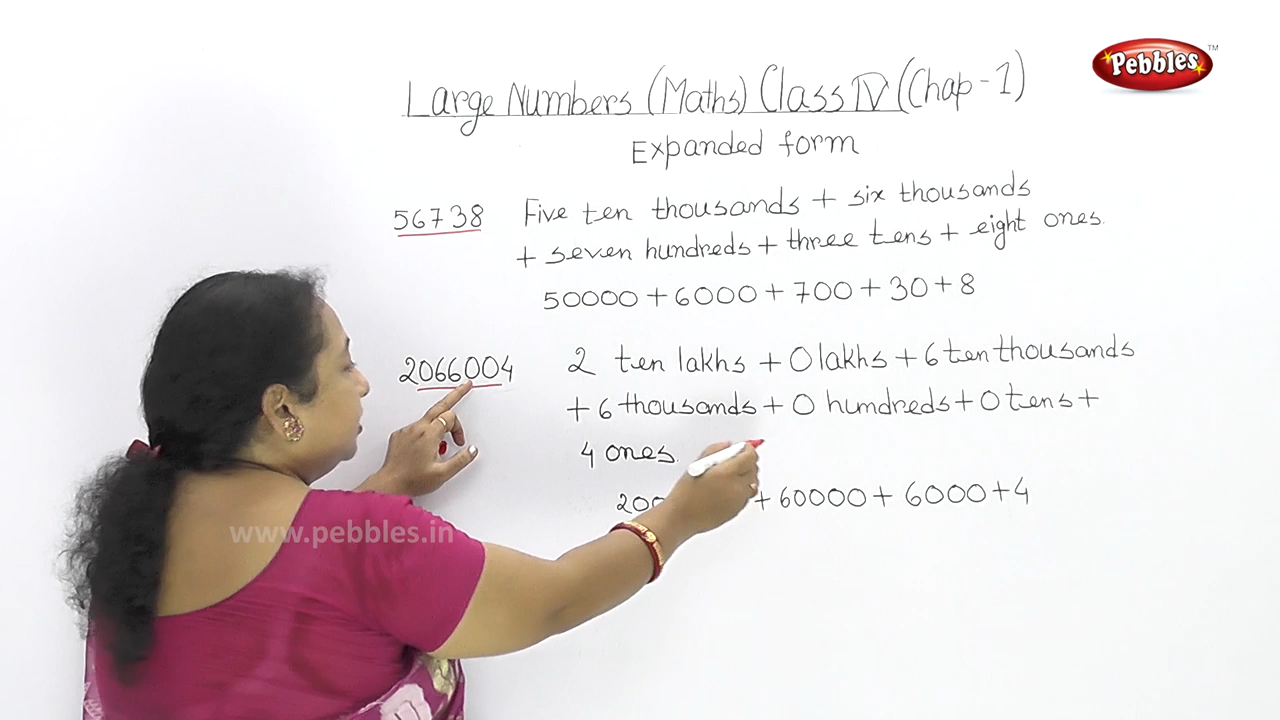 Pebbles TM
Large Numbers (Maths) Class IV (Chap-1)
Expanded form
56738 Five ten thousands + six thousands
+ seven hundreds + three tens + eight ones.
50000 + 6000 + 700 + 30 + 8
2066004 2 ten lakhs + 0 lakhs + 6 ten thousands
+ 6 thousands + 0 hundreds + 0 tens +
4 ones.
+ 60000 + 6000 + 4
www.pebbles.in